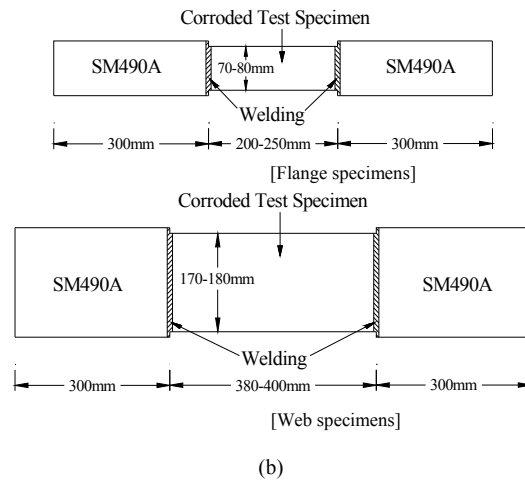 Corroded Test Specimen
SM490A
70-80mm
SM490A
Welding
300mm
200-250mm
300mm
[Flange specimens]
Corroded Test Specimen
SM490A
170-180mm
SM490A
Welding
300mm
380-400mm
300mm
[Web specimens]
(b)